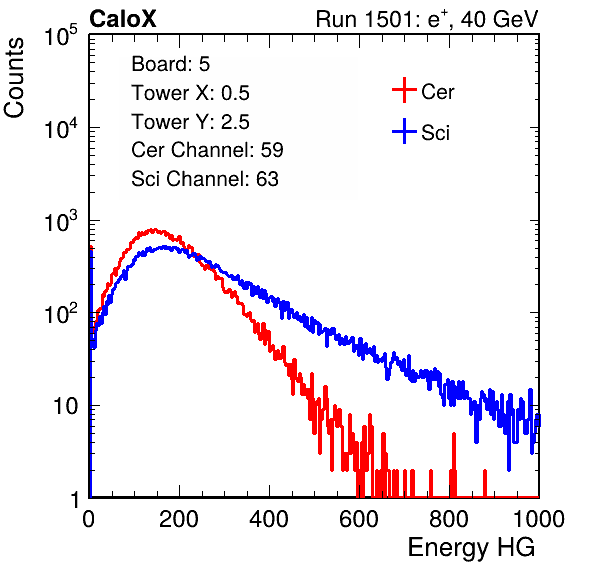 CaloX Run 1501: e⁺, 40 GeV
Counts
Board: 5
Tower X: 0.5
Tower Y: 2.5
Cer Channel: 59
Sci Channel: 63
Cer
Sci
10⁵
10⁴
10³
10²
10
1
0 200 400 600 800 1000
Energy HG